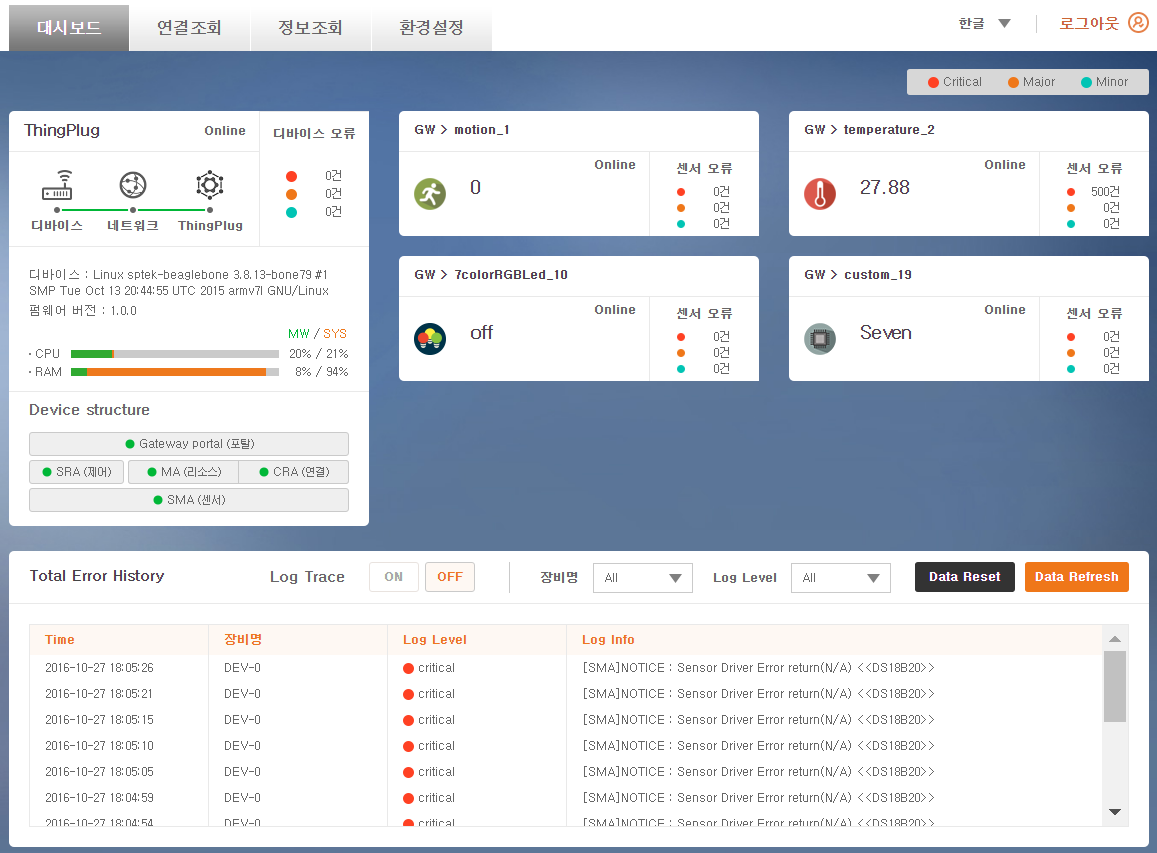 대시보드 연결조회 정보조회 환경설정 한글 로그아웃
Critical Major Minor
ThingPlug Online
디바이스 오류
0건
0건
0건
디바이스 네트워크 ThingPlug
디바이스 : Linux sptek-beaglebone 3.8.13-bone79 #1
SMP Tue Oct 13 20:44:55 UTC 2015 armv7l GNU/Linux
펌웨어 버전 : 1.0.0
MW / SYS
· CPU 20% / 21%
· RAM 8% / 94%
Device structure
Gateway portal (포탈)
SRA (제어) MA (리소스) CRA (연결)
SMA (센서)
GW > motion_1
Online
0
센서 오류
0건
0건
0건
GW > temperature_2
Online
27.88
센서 오류
500건
0건
0건
GW > 7colorRGBLed_10
Online
off
센서 오류
0건
0건
0건
GW > custom_19
Online
Seven
센서 오류
0건
0건
0건
Total Error History Log Trace ON OFF 장비명 All Log Level All Data Reset Data Refresh
Time 장비명 Log Level Log Info
2016-10-27 18:05:26 DEV-0 critical [SMA]NOTICE : Sensor Driver Error return(N/A) <<DS18B20>>
2016-10-27 18:05:21 DEV-0 critical [SMA]NOTICE : Sensor Driver Error return(N/A) <<DS18B20>>
2016-10-27 18:05:15 DEV-0 critical [SMA]NOTICE : Sensor Driver Error return(N/A) <<DS18B20>>
2016-10-27 18:05:10 DEV-0 critical [SMA]NOTICE : Sensor Driver Error return(N/A) <<DS18B20>>
2016-10-27 18:05:05 DEV-0 critical [SMA]NOTICE : Sensor Driver Error return(N/A) <<DS18B20>>
2016-10-27 18:04:59 DEV-0 critical [SMA]NOTICE : Sensor Driver Error return(N/A) <<DS18B20>>
2016-10-27 18:04:54 DEV-0 critical [SMA]NOTICE : Sensor Driver Error return(N/A) <<DS18B20>>